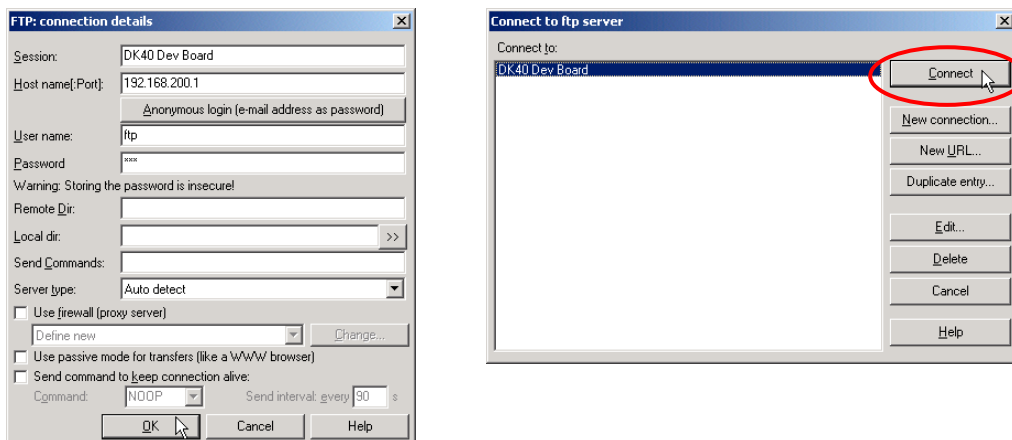 FTP: connection details
Session: DK40 Dev Board
Host name[:Port]: 192.168.200.1
Anonymous login (e-mail address as password)
User name: ftp
Password ***
Warning: Storing the password is insecure!
Remote Dir:
Local dir: >>
Send Commands:
Server type: Auto detect
Use firewall (proxy server)
Define new Change...
Use passive mode for transfers (like a WWW browser)
Send command to keep connection alive:
Command: NOOP Send interval: every 90 s
OK Cancel Help
Connect to ftp server
Connect to:
DK40 Dev Board
Connect
New connection...
New URL...
Duplicate entry...
Edit...
Delete
Cancel
Help